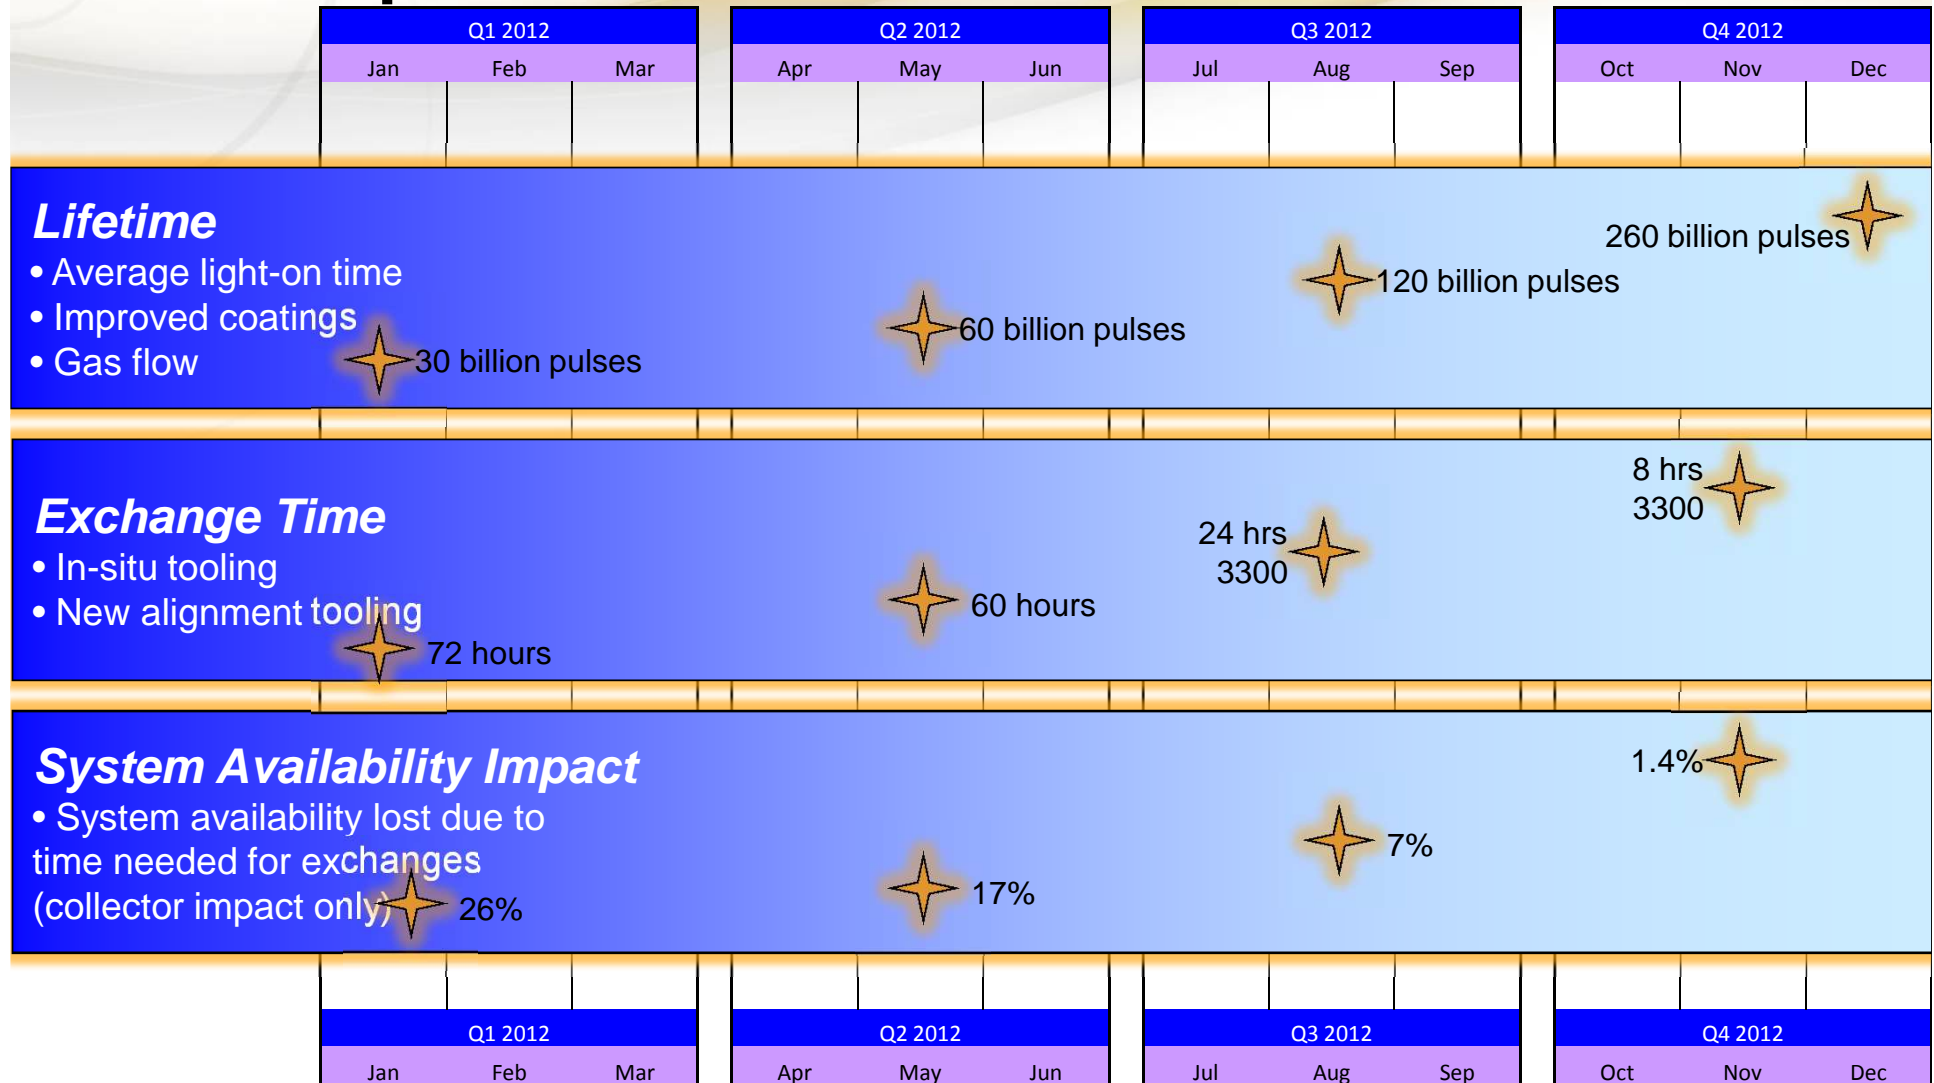 Q1 2012 Q2 2012 Q3 2012 Q4 2012
Jan Feb Mar Apr May Jun Jul Aug Sep Oct Nov Dec
Lifetime
• Average light-on time
• Improved coatings
• Gas flow
30 billion pulses
60 billion pulses
120 billion pulses
260 billion pulses
Exchange Time
• In-situ tooling
• New alignment tooling
72 hours
60 hours
24 hrs
3300
8 hrs
3300
System Availability Impact
• System availability lost due to
time needed for exchanges
(collector impact only)
26%
17%
7%
1.4%
Q1 2012 Q2 2012 Q3 2012 Q4 2012
Jan Feb Mar Apr May Jun Jul Aug Sep Oct Nov Dec